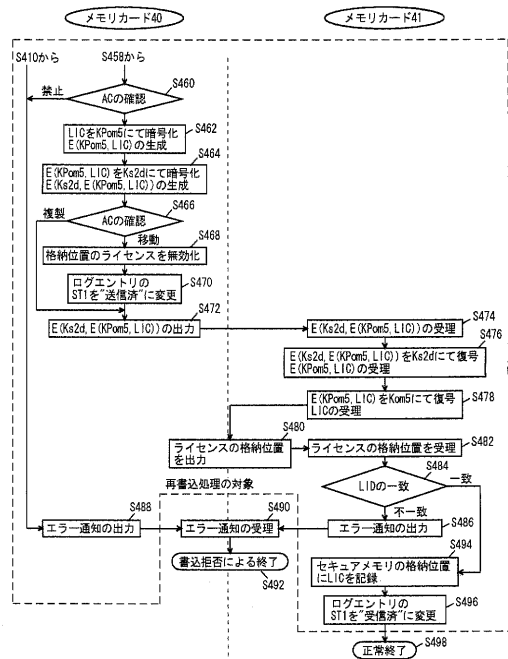 メモリカード40
メモリカード41
S410から
S458から
禁止
ACの確認
S460
LICをKPom5にて暗号化
E(KPom5,LIC)の生成
S462
E(KPom5,LIC)をKs2dにて暗号化
E(Ks2d,E(KPom5,LIC))の生成
S464
複製
ACの確認
S466
移動
格納位置のライセンスを無効化
S468
ログエントリの
ST1を"送信済"に変更
S470
E(Ks2d,E(KPom5,LIC))の出力
S472
E(Ks2d,E(KPom5,LIC))の受理
S474
E(Ks2d,E(KPom5,LIC))をKs2dにて復号
E(KPom5,LIC)の受理
S476
E(KPom5,LIC)をKom5にて復号
LICの受理
S478
ライセンスの格納位置
を出力
S480
ライセンスの格納位置を受理
S482
LIDの一致
S484
一致
不一致
再書込処理の対象
エラー通知の出力
S488
エラー通知の受理
S490
エラー通知の出力
S486
書込拒否による終了
S492
セキュアメモリの格納位置
にLICを記録
S494
ログエントリの
ST1を"受信済"に変更
S496
正常終了
S498